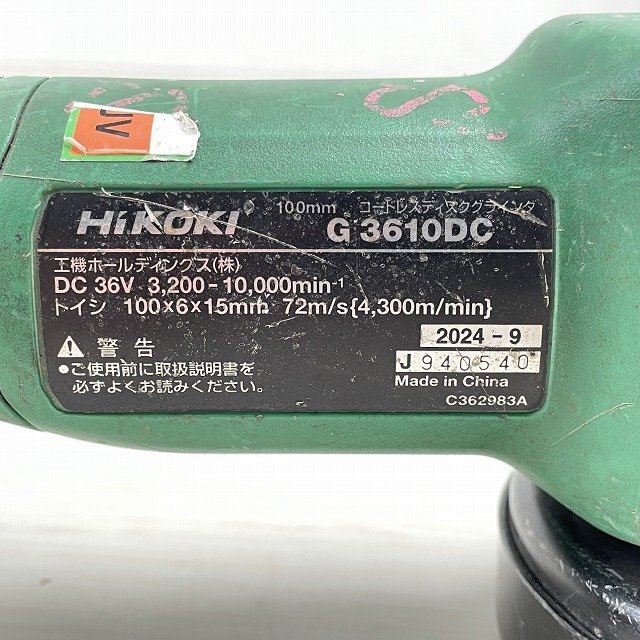 S
S
UV
HiKOKI
100mm コードレスディスクグラインダ
G 3610DC
工機ホールディングス(株)
DC 36V 3,200-10,000min⁻¹
トイシ 100×6×15mm 72m/s{4,300m/min}
警告
2024-9
●ご使用前に取扱説明書を
必ずよくお読みください。
J 940540
Made in China
C362983A